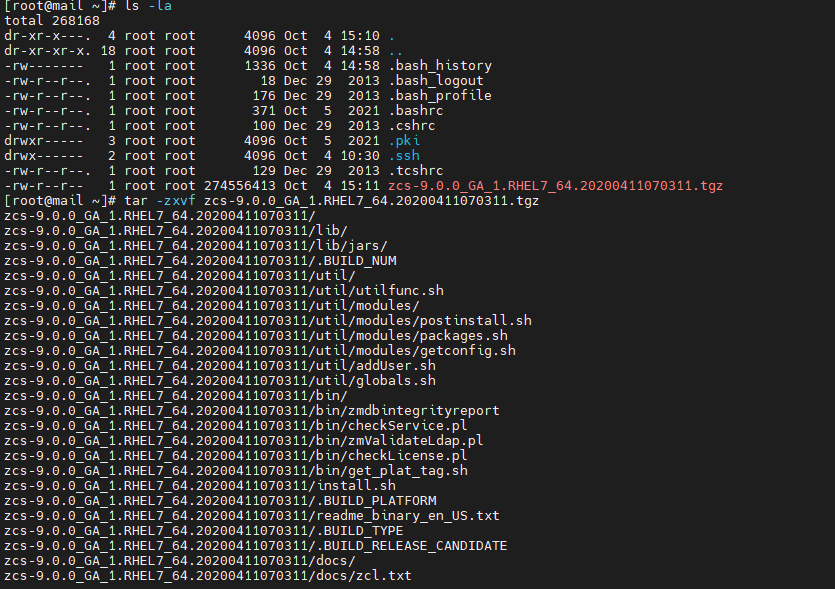 [root@mail ~]# ls -la
total 268168
dr-xr-x---.  4 root root      4096 Oct  4 15:10 .
dr-xr-xr-x. 18 root root      4096 Oct  4 14:58 ..
-rw-------   1 root root      1336 Oct  4 14:58 .bash_history
-rw-r--r--.  1 root root        18 Dec 29  2013 .bash_logout
-rw-r--r--.  1 root root       176 Dec 29  2013 .bash_profile
-rw-r--r--   1 root root       371 Oct  5  2021 .bashrc
-rw-r--r--.  1 root root       100 Dec 29  2013 .cshrc
drwxr-----   3 root root      4096 Oct  5  2021 .pki
drwx------   2 root root      4096 Oct  4 10:30 .ssh
-rw-r--r--.  1 root root       129 Dec 29  2013 .tcshrc
-rw-r--r--   1 root root 274556413 Oct  4 15:11 zcs-9.0.0_GA_1.RHEL7_64.20200411070311.tgz
[root@mail ~]# tar -zxvf zcs-9.0.0_GA_1.RHEL7_64.20200411070311.tgz
zcs-9.0.0_GA_1.RHEL7_64.20200411070311/
zcs-9.0.0_GA_1.RHEL7_64.20200411070311/lib/
zcs-9.0.0_GA_1.RHEL7_64.20200411070311/lib/jars/
zcs-9.0.0_GA_1.RHEL7_64.20200411070311/.BUILD_NUM
zcs-9.0.0_GA_1.RHEL7_64.20200411070311/util/
zcs-9.0.0_GA_1.RHEL7_64.20200411070311/util/utilfunc.sh
zcs-9.0.0_GA_1.RHEL7_64.20200411070311/util/modules/
zcs-9.0.0_GA_1.RHEL7_64.20200411070311/util/modules/postinstall.sh
zcs-9.0.0_GA_1.RHEL7_64.20200411070311/util/modules/packages.sh
zcs-9.0.0_GA_1.RHEL7_64.20200411070311/util/modules/getconfig.sh
zcs-9.0.0_GA_1.RHEL7_64.20200411070311/util/addUser.sh
zcs-9.0.0_GA_1.RHEL7_64.20200411070311/util/globals.sh
zcs-9.0.0_GA_1.RHEL7_64.20200411070311/bin/
zcs-9.0.0_GA_1.RHEL7_64.20200411070311/bin/zmdbintegrityreport
zcs-9.0.0_GA_1.RHEL7_64.20200411070311/bin/checkService.pl
zcs-9.0.0_GA_1.RHEL7_64.20200411070311/bin/zmValidateLdap.pl
zcs-9.0.0_GA_1.RHEL7_64.20200411070311/bin/checkLicense.pl
zcs-9.0.0_GA_1.RHEL7_64.20200411070311/bin/get_plat_tag.sh
zcs-9.0.0_GA_1.RHEL7_64.20200411070311/install.sh
zcs-9.0.0_GA_1.RHEL7_64.20200411070311/.BUILD_PLATFORM
zcs-9.0.0_GA_1.RHEL7_64.20200411070311/readme_binary_en_US.txt
zcs-9.0.0_GA_1.RHEL7_64.20200411070311/.BUILD_TYPE
zcs-9.0.0_GA_1.RHEL7_64.20200411070311/.BUILD_RELEASE_CANDIDATE
zcs-9.0.0_GA_1.RHEL7_64.20200411070311/docs/
zcs-9.0.0_GA_1.RHEL7_64.20200411070311/docs/zcl.txt